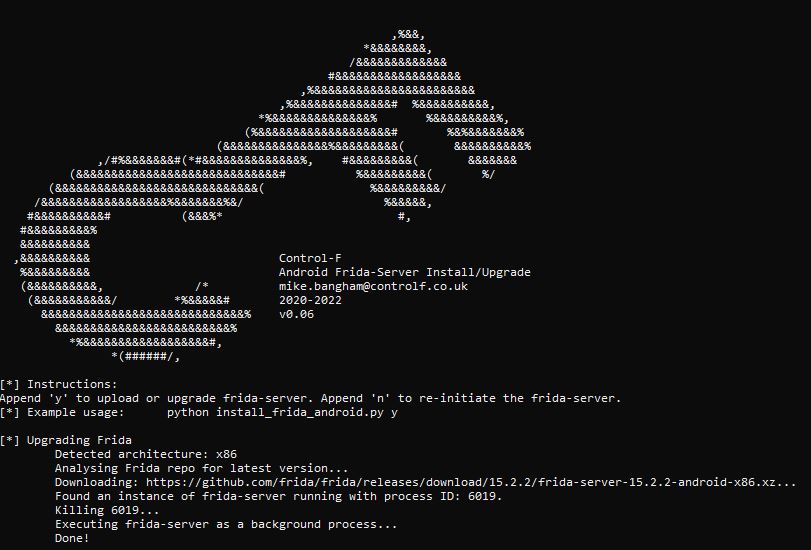 Control-F
Android Frida-Server Install/Upgrade
mike.bangham@controlf.co.uk
2020-2022
v0.06
[*] Instructions:
Append 'y' to upload or upgrade frida-server. Append 'n' to re-initiate the frida-server.
[*] Example usage: python install_frida_android.py y
[*] Upgrading Frida
Detected architecture: x86
Analysing Frida repo for latest version...
Downloading: https://github.com/frida/frida/releases/download/15.2.2/frida-server-15.2.2-android-x86.xz...
Found an instance of frida-server running with process ID: 6019.
Killing 6019...
Executing frida-server as a background process...
Done!